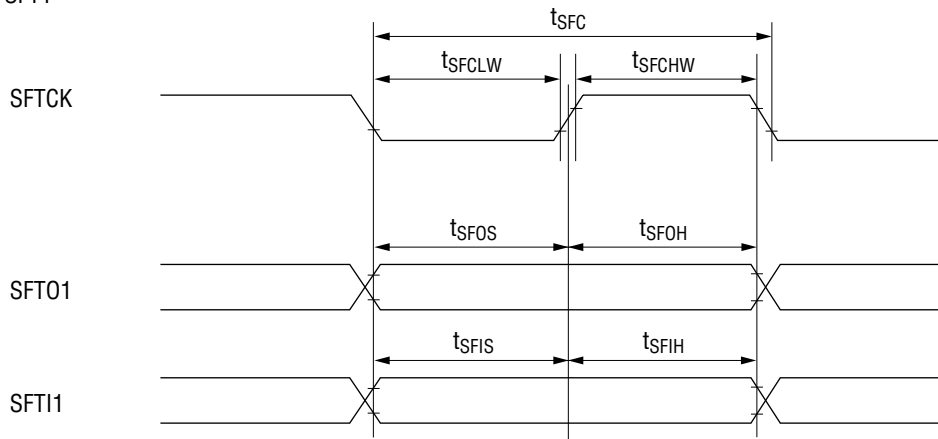 tSFC
tSFCLW tSFCHW
SFTCK
tSFOS tSFOH
SFTO1
tSFIS tSFIH
SFTI1